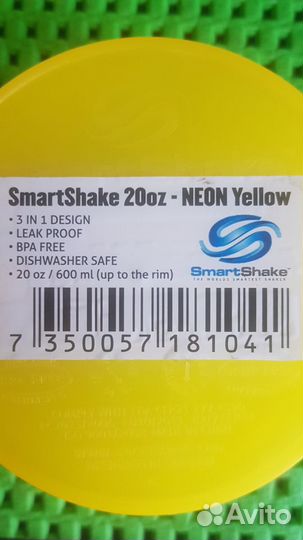 SmartShake 20oz - NEON Yellow
• 3 IN 1 DESIGN
• LEAK PROOF
• BPA FREE
• DISHWASHER SAFE
• 20 oz / 600 ml (up to the rim)
SmartShake™
THE WORLDS SMARTEST SHAKER
7 350057 181041 >
Avito